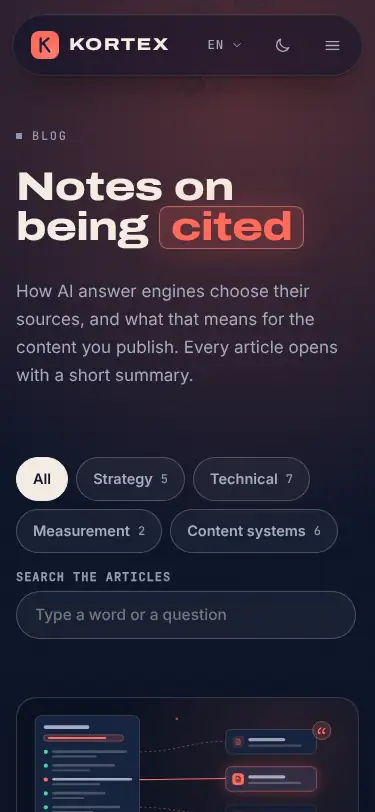 K KORTEX EN
BLOG
Notes on
being cited
How AI answer engines choose their
sources, and what that means for the
content you publish. Every article opens
with a short summary.
All Strategy 5 Technical 7
Measurement 2 Content systems 6
SEARCH THE ARTICLES
Type a word or a question
“